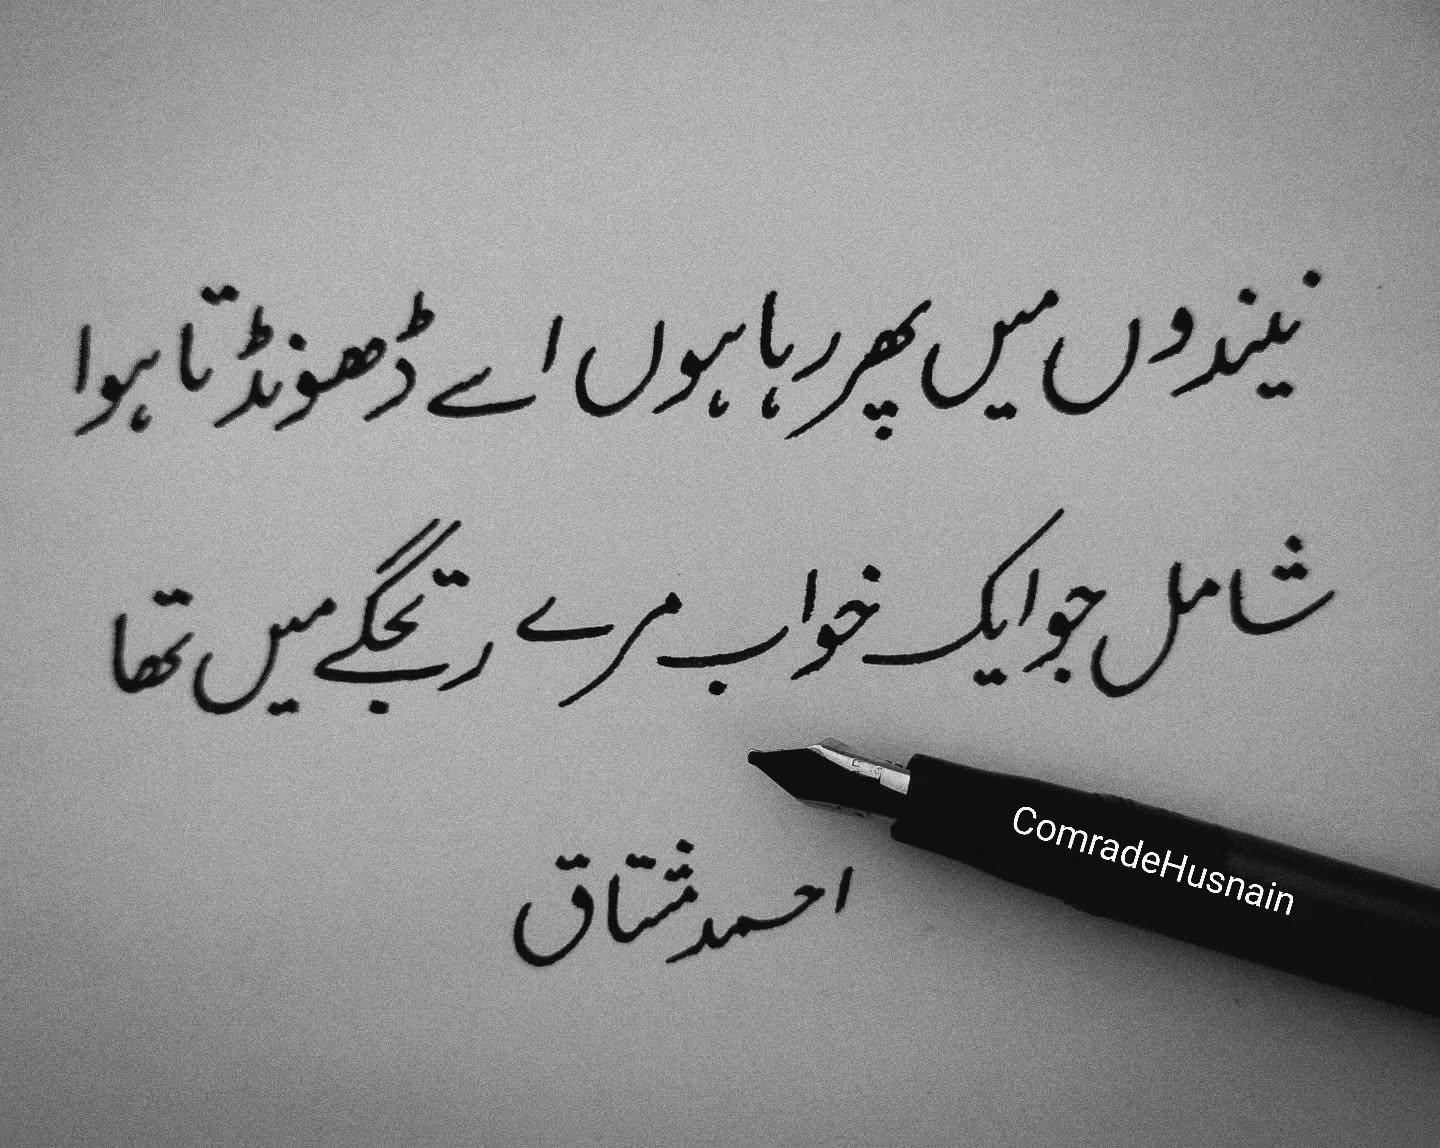 نیندوں میں پھر رہا ہوں اسے ڈھونڈتا ہوا
شامل جو ایک خواب مرے رتجگے میں تھا
ComradeHusnain
احمد مشتاق